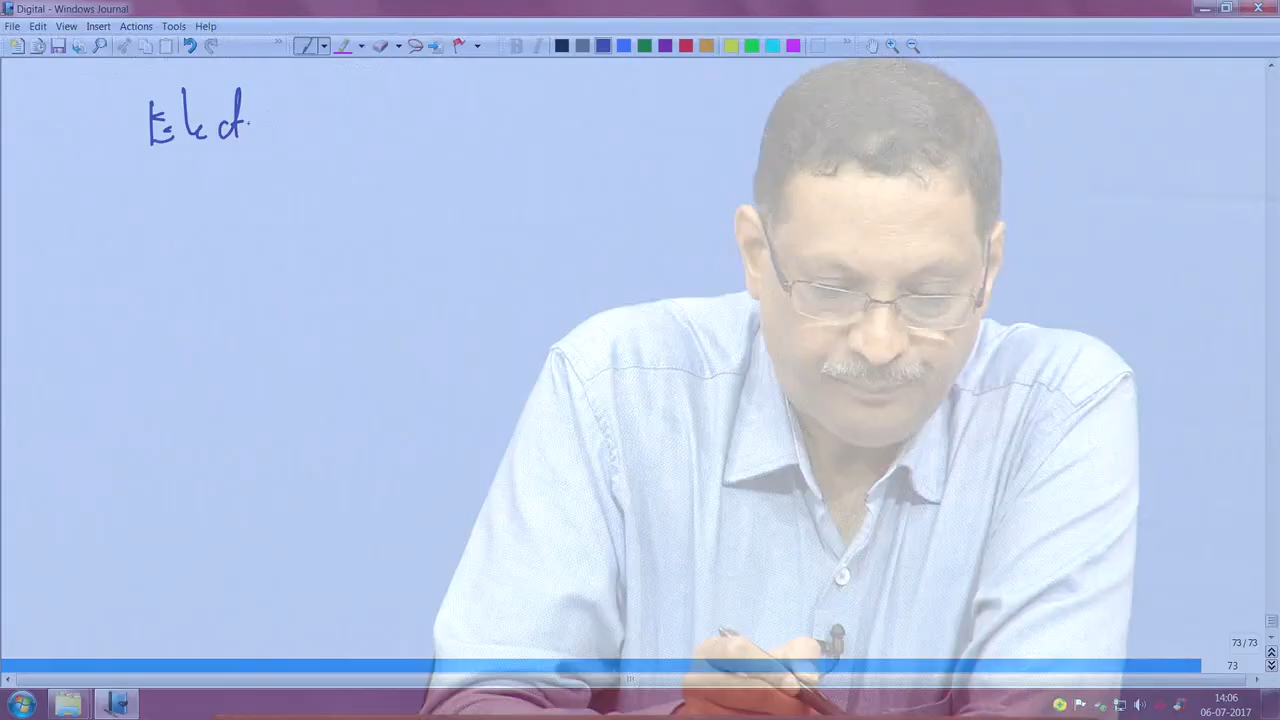 Digital - Windows Journal
File Edit View Insert Actions Tools Help
Elect
73/73
73
14:06
06-07-2017